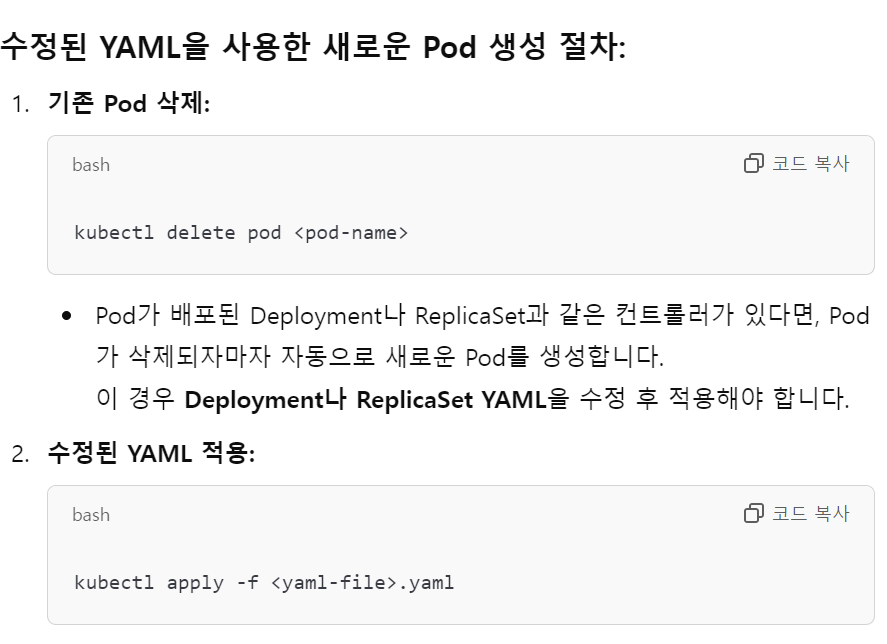 수정된 YAML을 사용한 새로운 Pod 생성 절차:
1. 기존 Pod 삭제:
bash
코드 복사
kubectl delete pod <pod-name>
• Pod가 배포된 Deployment나 ReplicaSet과 같은 컨트롤러가 있다면, Pod
가 삭제되자마자 자동으로 새로운 Pod를 생성합니다.
이 경우 Deployment나 ReplicaSet YAML을 수정 후 적용해야 합니다.
2. 수정된 YAML 적용:
bash
코드 복사
kubectl apply -f <yaml-file>.yaml